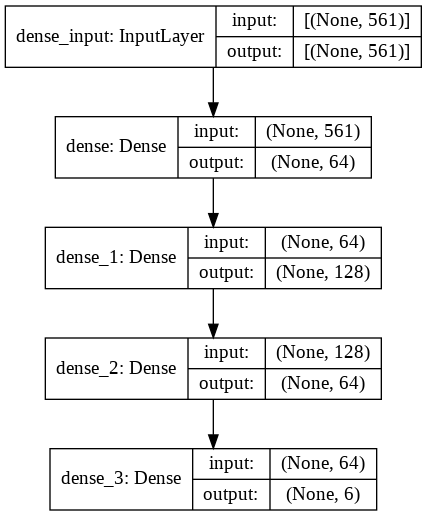 dense_input: InputLayer
input: [(None, 561)]
output: [(None, 561)]
dense: Dense
input: (None, 561)
output: (None, 64)
dense_1: Dense
input: (None, 64)
output: (None, 128)
dense_2: Dense
input: (None, 128)
output: (None, 64)
dense_3: Dense
input: (None, 64)
output: (None, 6)